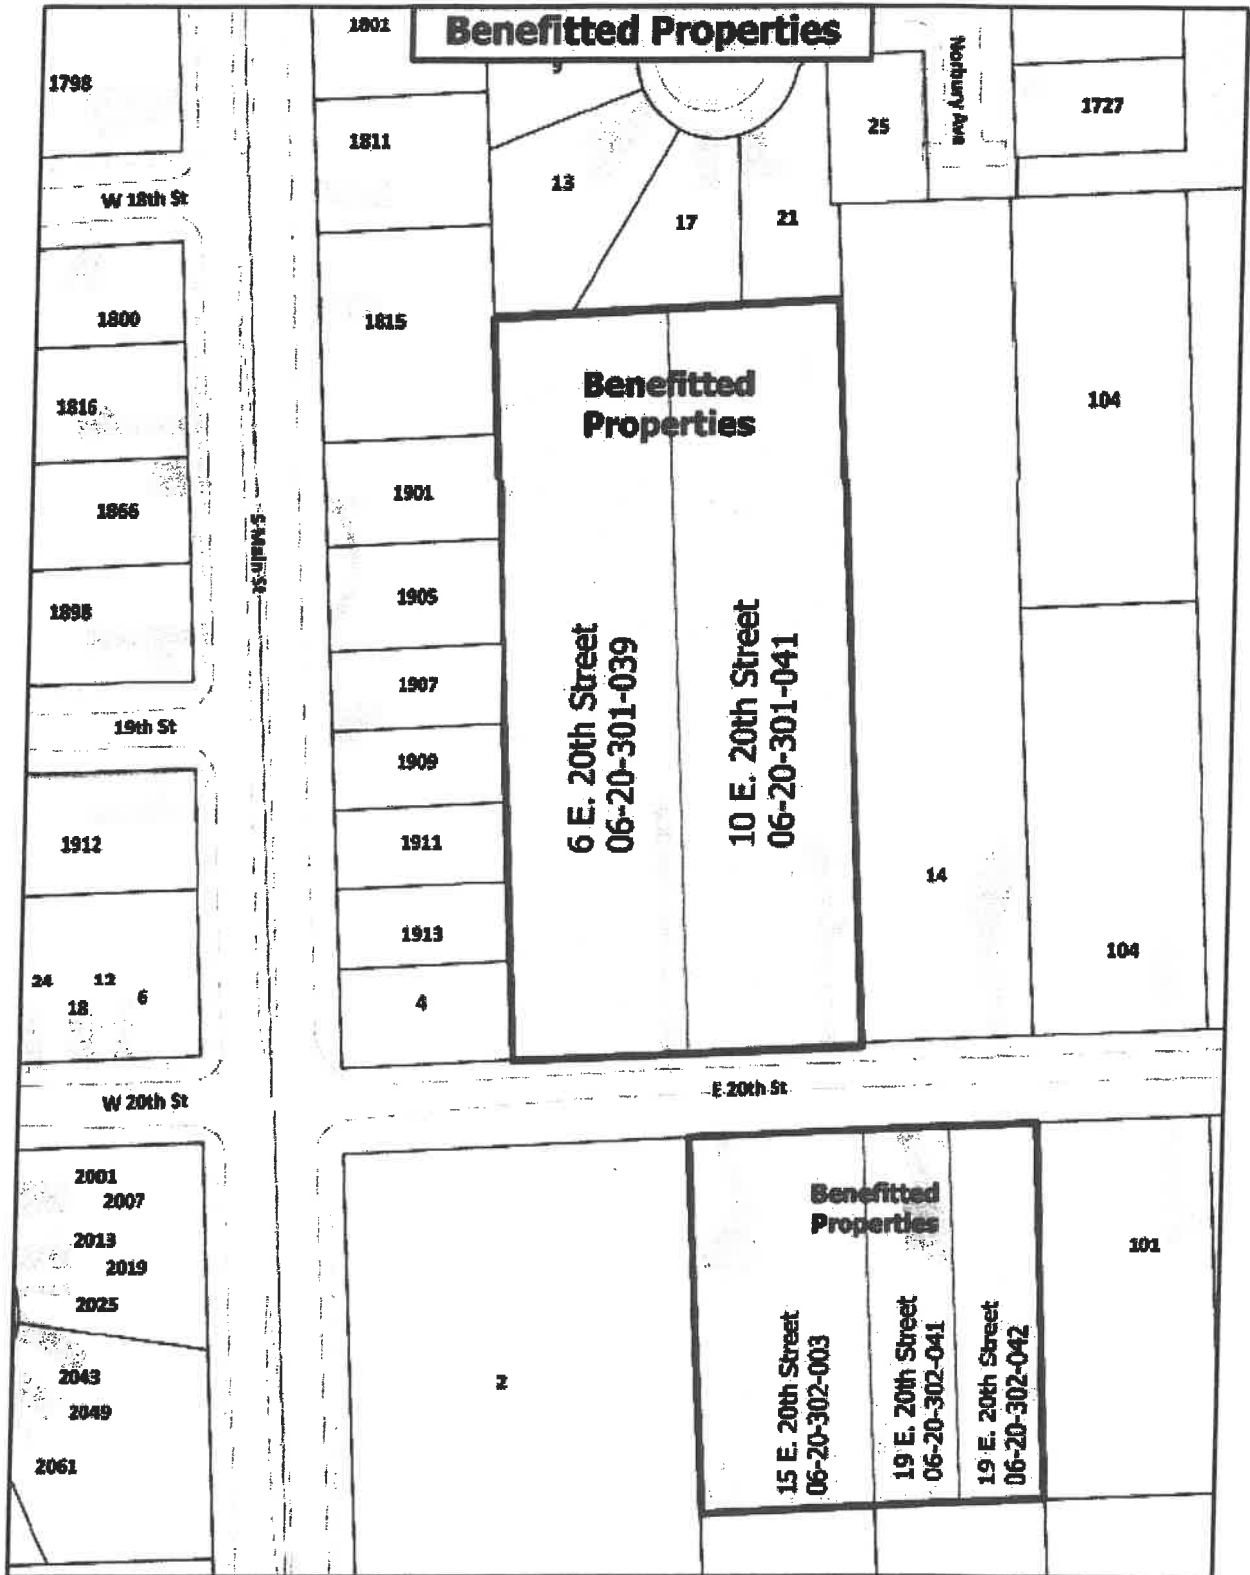 Benefitted Properties
1801
1798
9
Norbury Ave
1727
25
1811
13
W 18th St
17
21
1800
1815
Benefitted
Properties
1816
104
1901
1866
S Main St
1905
1898
6 E. 20th Street
06-20-301-039
10 E. 20th Street
06-20-301-041
1907
19th St
1909
1912
1911
14
1913
104
24
12
18
6
4
W 20th St
E 20th St
2001
2007
2013
2019
2025
Benefitted
Properties
101
2043
2049
2061
2
15 E. 20th Street
06-20-302-003
19 E. 20th Street
06-20-302-041
19 E. 20th Street
06-20-302-042